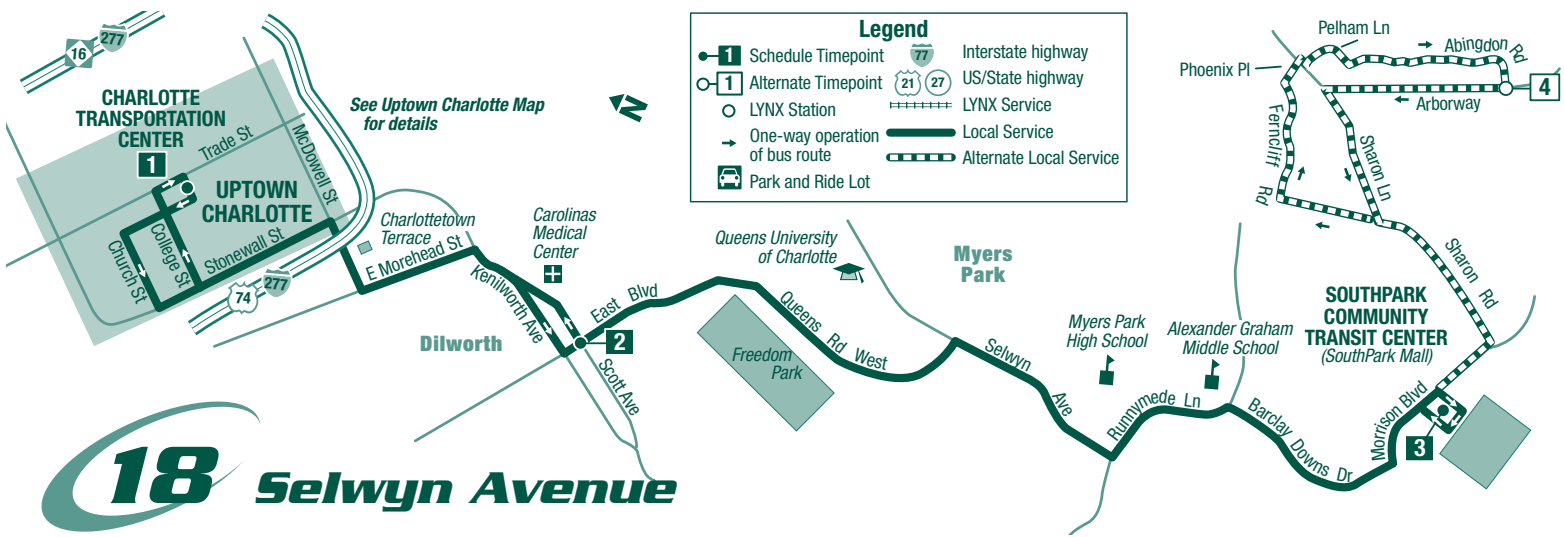 16
277
CHARLOTTE
TRANSPORTATION
CENTER
1
Trade St
McDowell St
UPTOWN
CHARLOTTE
Church St
College St
Stonewall St
74
277
See Uptown Charlotte Map
for details
N
Charlottetown
Terrace
E Morehead St
Carolinas
Medical
Center
Kenilworth Ave
East Blvd
2
Scott Ave
Dilworth
Legend
1 Schedule Timepoint
1 Alternate Timepoint
LYNX Station
One-way operation
of bus route
Park and Ride Lot
77 Interstate highway
21 27 US/State highway
LYNX Service
Local Service
Alternate Local Service
Queens University
of Charlotte
Freedom
Park
Queens Rd West
Myers
Park
Selwyn Ave
Myers Park
High School
Runnymede Ln
Alexander Graham
Middle School
Barclay Downs Dr
Morrison Blvd
3
SOUTHPARK
COMMUNITY
TRANSIT CENTER
(SouthPark Mall)
Sharon Rd
Sharon Ln
Ferncliff Rd
Phoenix Pl
Pelham Ln
Abingdon Rd
4
Arborway
18 Selwyn Avenue